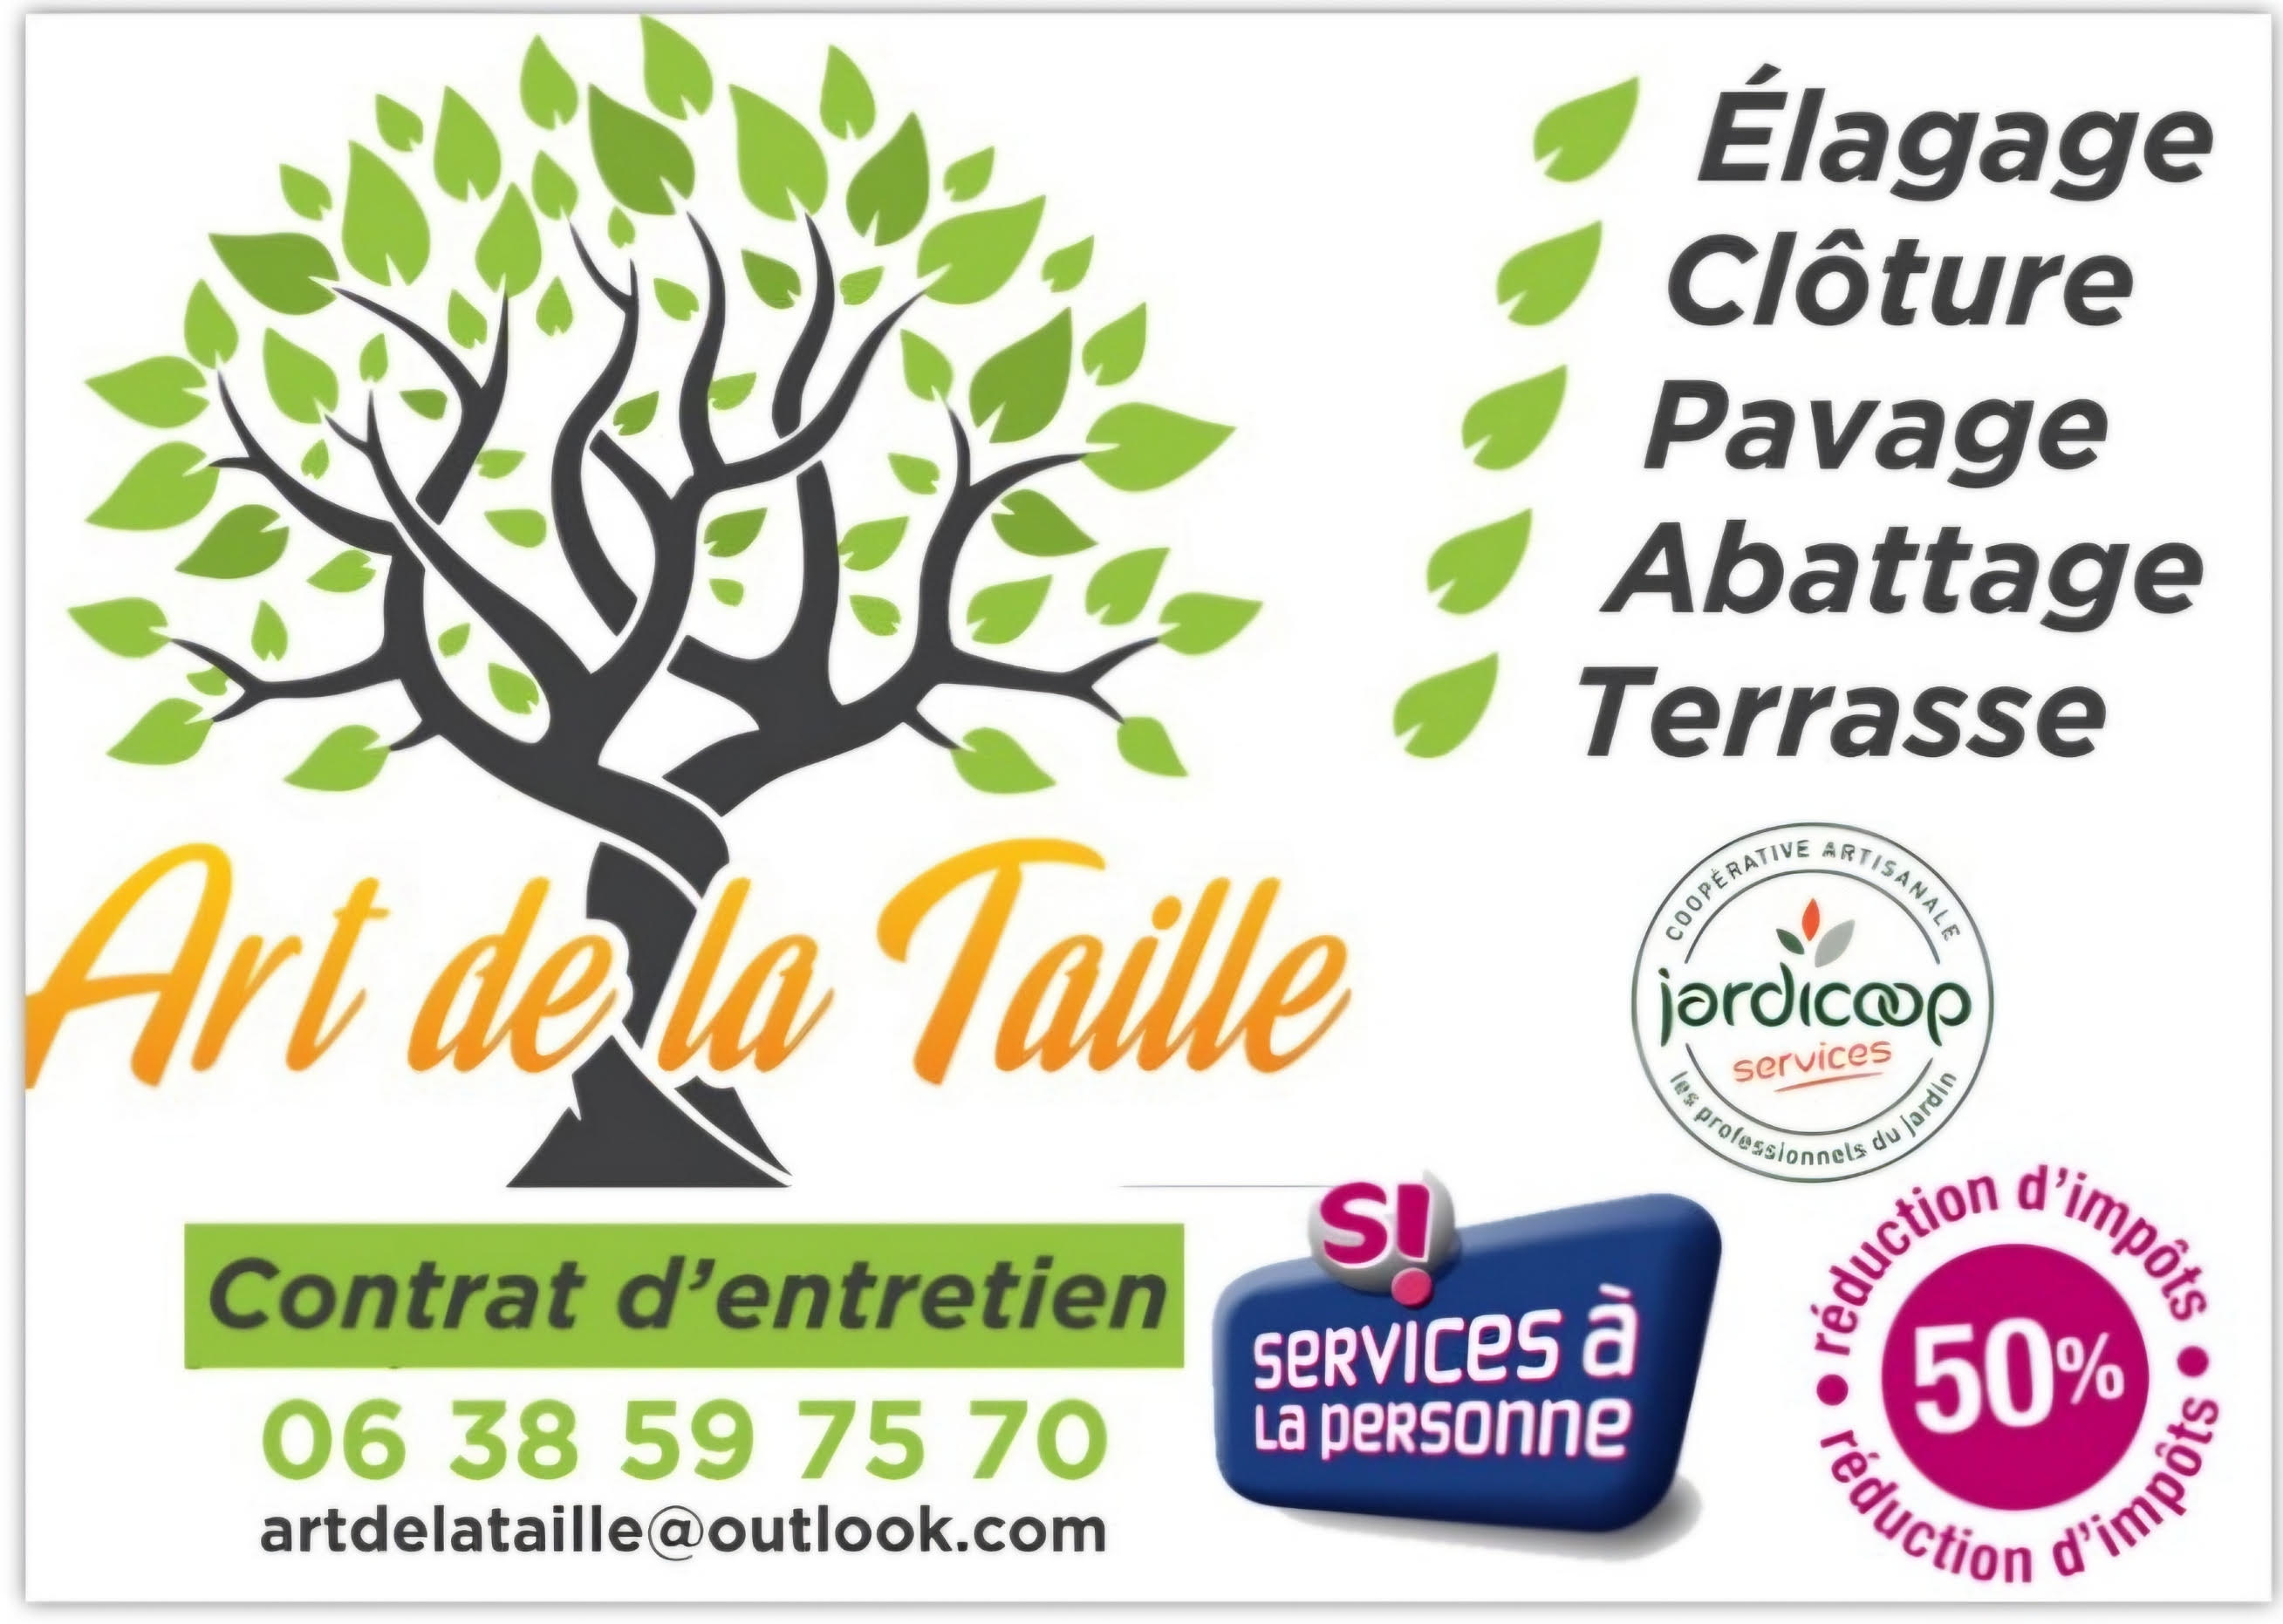 Élagage
Clôture
Pavage
Abattage
Terrasse
Art de la Taille
COOPÉRATIVE ARTISANALE
jardicoop
services
les professionnels du jardin
Contrat d'entretien
06 38 59 75 70
artdelataille@outlook.com
S!
services à
la personne
réduction d'impôts
50%
réduction d'impôts